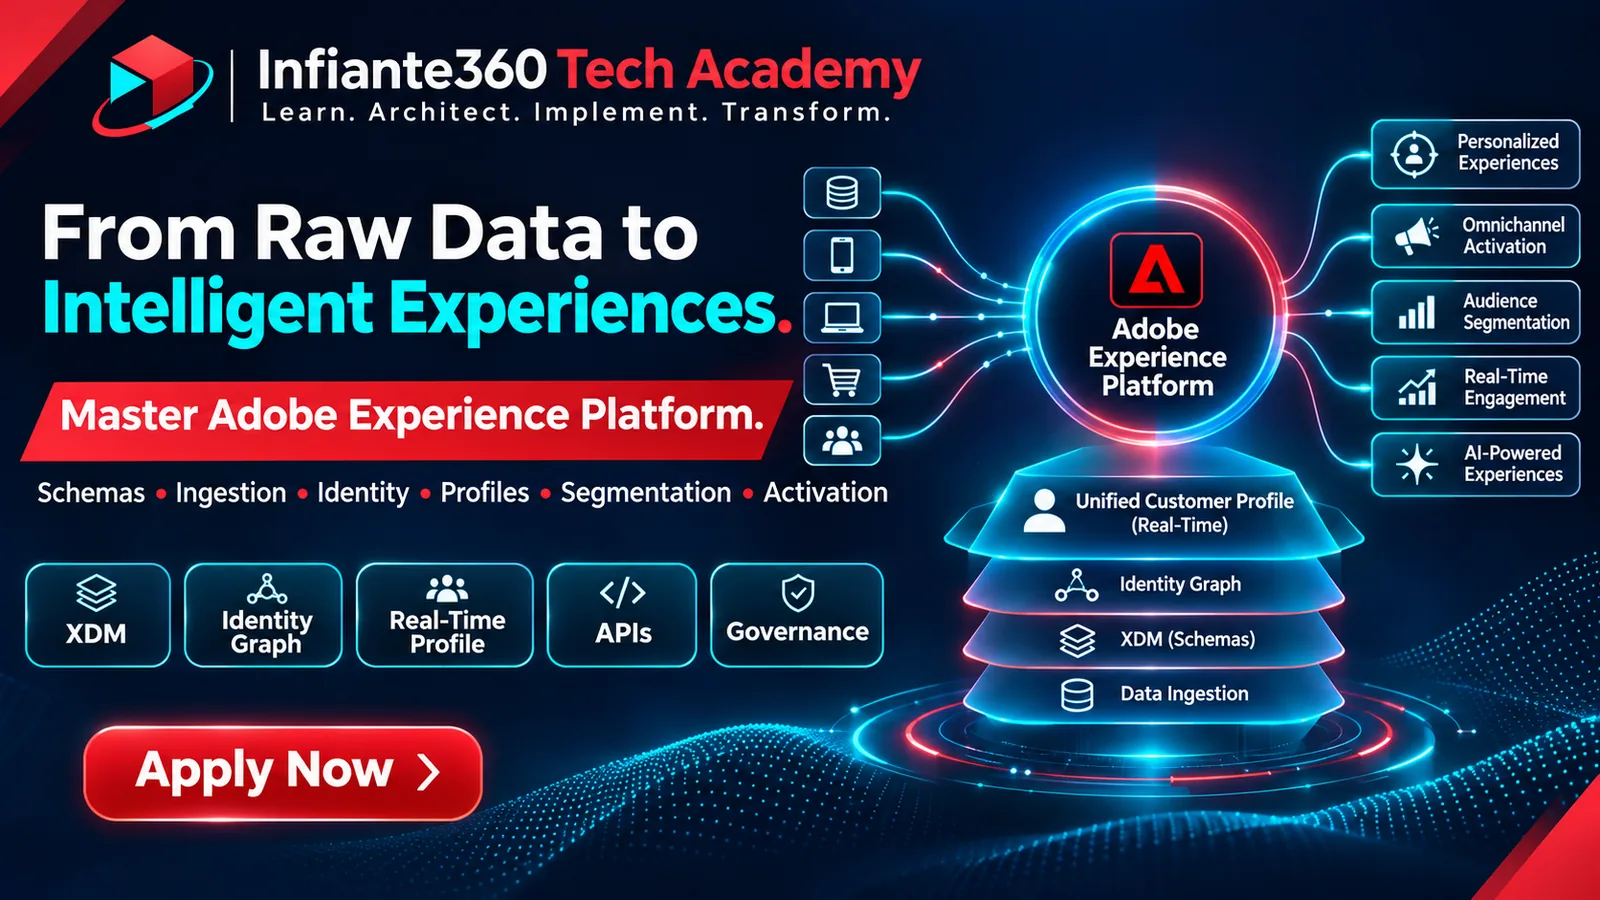 Infiante360 Tech Academy
Learn. Architect. Implement. Transform.
From Raw Data to
Intelligent Experiences.
Master Adobe Experience Platform.
Schemas • Ingestion • Identity • Profiles • Segmentation • Activation
XDM
Identity
Graph
Real-Time
Profile
APIs
Governance
Apply Now
Adobe
Experience
Platform
Unified Customer Profile
(Real-Time)
Identity Graph
XDM (Schemas)
Data Ingestion
Personalized
Experiences
Omnichannel
Activation
Audience
Segmentation
Real-Time
Engagement
AI-Powered
Experiences